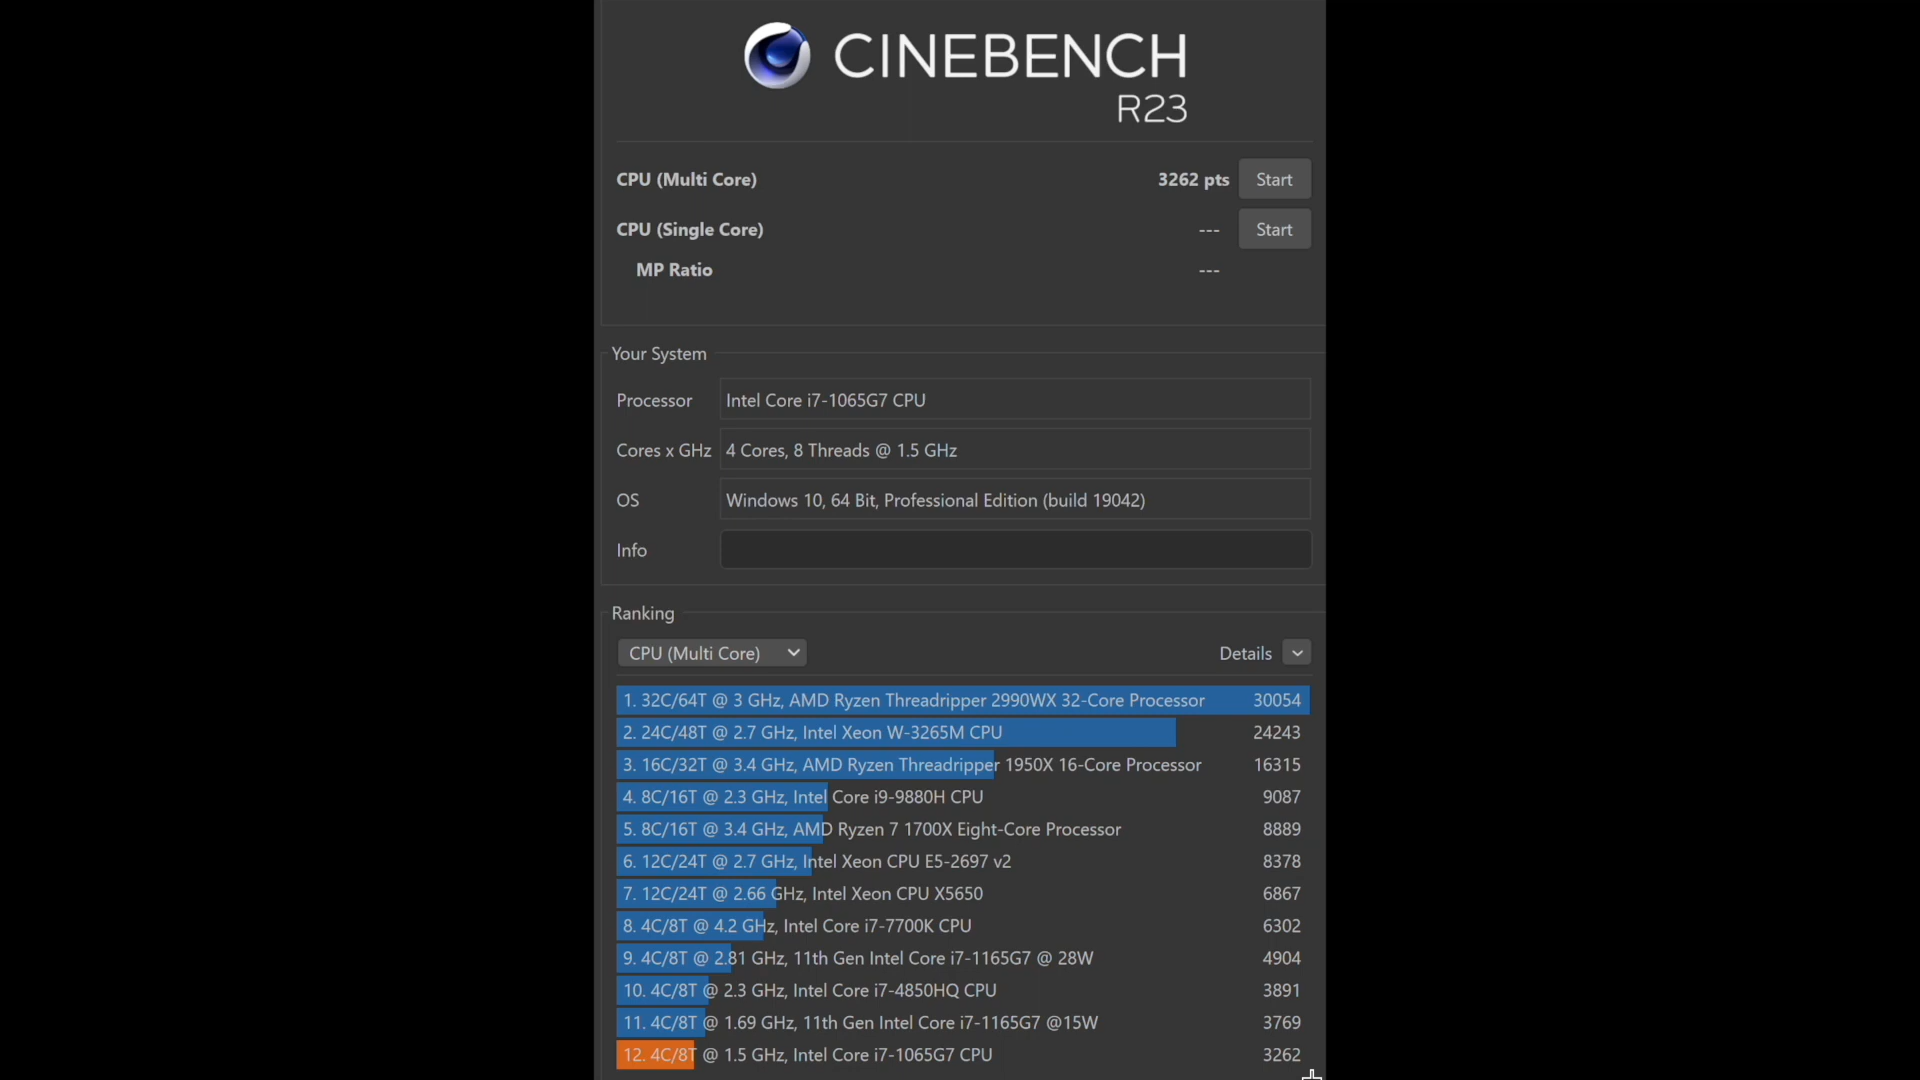 CINEBENCH
R23
CPU (Multi Core) 3262 pts Start
CPU (Single Core) --- Start
MP Ratio ---
Your System
Processor Intel Core i7-1065G7 CPU
Cores x GHz 4 Cores, 8 Threads @ 1.5 GHz
OS Windows 10, 64 Bit, Professional Edition (build 19042)
Info
Ranking
CPU (Multi Core) Details
1. 32C/64T @ 3 GHz, AMD Ryzen Threadripper 2990WX 32-Core Processor 30054
2. 24C/48T @ 2.7 GHz, Intel Xeon W-3265M CPU 24243
3. 16C/32T @ 3.4 GHz, AMD Ryzen Threadripper 1950X 16-Core Processor 16315
4. 8C/16T @ 2.3 GHz, Intel Core i9-9880H CPU 9087
5. 8C/16T @ 3.4 GHz, AMD Ryzen 7 1700X Eight-Core Processor 8889
6. 12C/24T @ 2.7 GHz, Intel Xeon CPU E5-2697 v2 8378
7. 12C/24T @ 2.66 GHz, Intel Xeon CPU X5650 6867
8. 4C/8T @ 4.2 GHz, Intel Core i7-7700K CPU 6302
9. 4C/8T @ 2.81 GHz, 11th Gen Intel Core i7-1165G7 @ 28W 4904
10. 4C/8T @ 2.3 GHz, Intel Core i7-4850HQ CPU 3891
11. 4C/8T @ 1.69 GHz, 11th Gen Intel Core i7-1165G7 @15W 3769
12. 4C/8T @ 1.5 GHz, Intel Core i7-1065G7 CPU 3262